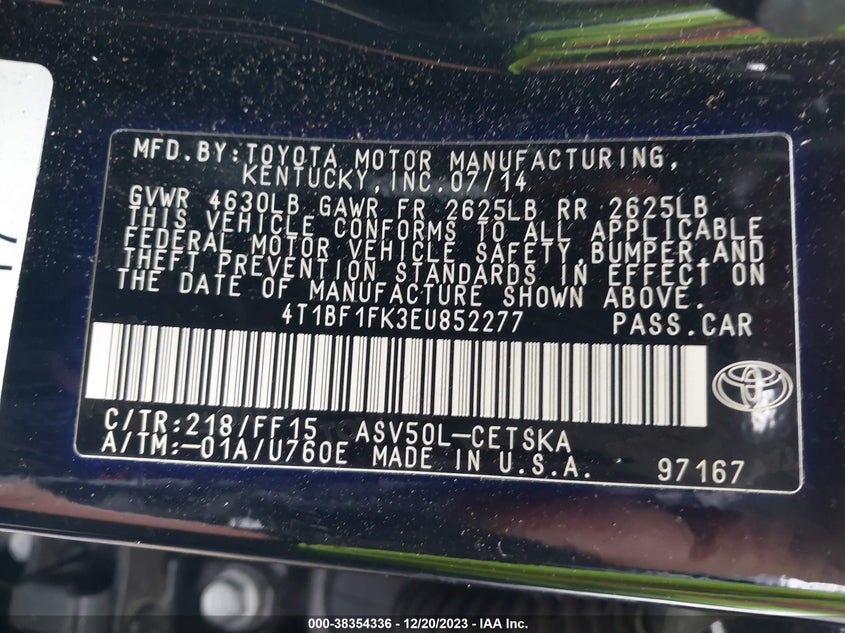 MFD.BY:TOYOTA MOTOR MANUFACTURING,
KENTUCKY,INC.07/14
GVWR 4630LB GAWR FR 2625LB RR 2625LB
THIS VEHICLE CONFORMS TO ALL APPLICABLE
FEDERAL MOTOR VEHICLE SAFETY,BUMPER,AND
THEFT PREVENTION STANDARDS IN EFFECT ON
THE DATE OF MANUFACTURE SHOWN ABOVE.
4T1BF1FK3EU852277 PASS.CAR
C/TR:218/FF15 ASV50L-CETSKA
A/TM:-01A/U760E MADE IN U.S.A. 97167
000-38354336 - 12/20/2023 - IAA Inc.